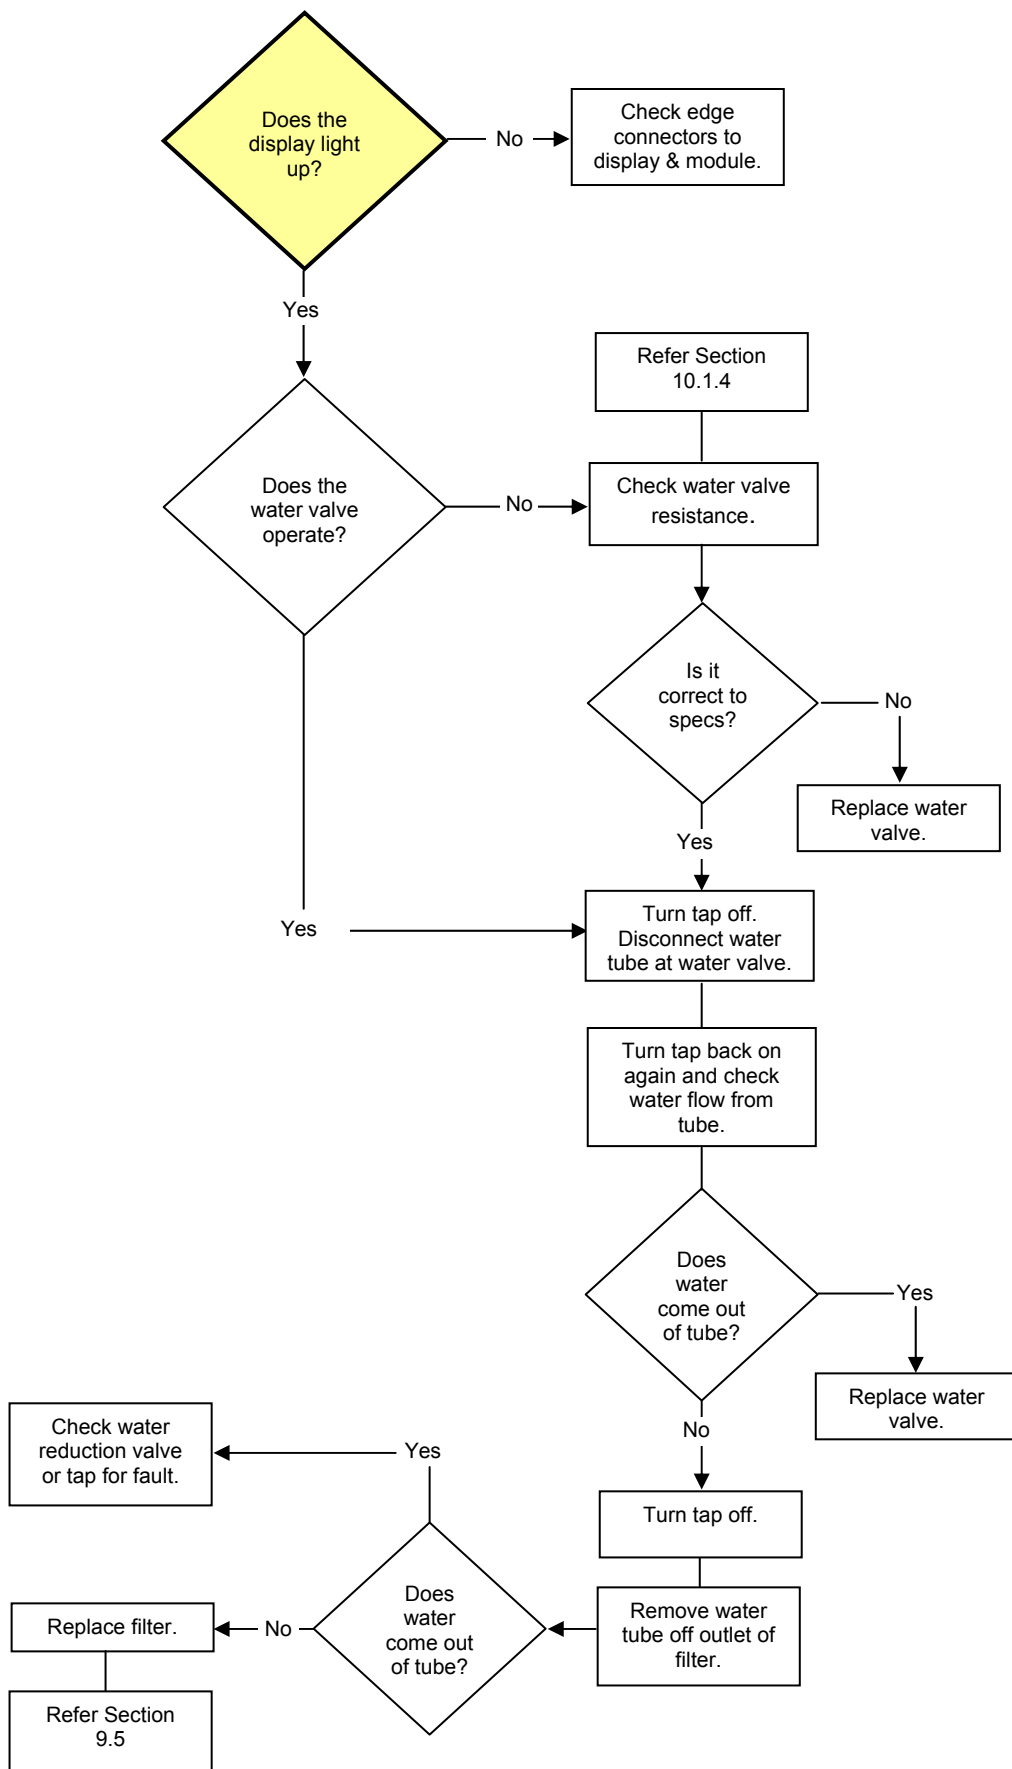 Does the
display light
up?
No
Check edge
connectors to
display & module.
Yes
Refer Section
10.1.4
Does the
water valve
operate?
No
Check water valve
resistance.
Is it
correct to
specs?
No
Replace water
valve.
Yes
Yes
Turn tap off.
Disconnect water
tube at water valve.
Turn tap back on
again and check
water flow from
tube.
Does
water
come out
of tube?
Yes
Replace water
valve.
No
Turn tap off.
Remove water
tube off outlet of
filter.
Does
water
come out
of tube?
Yes
Check water
reduction valve
or tap for fault.
No
Replace filter.
Refer Section
9.5